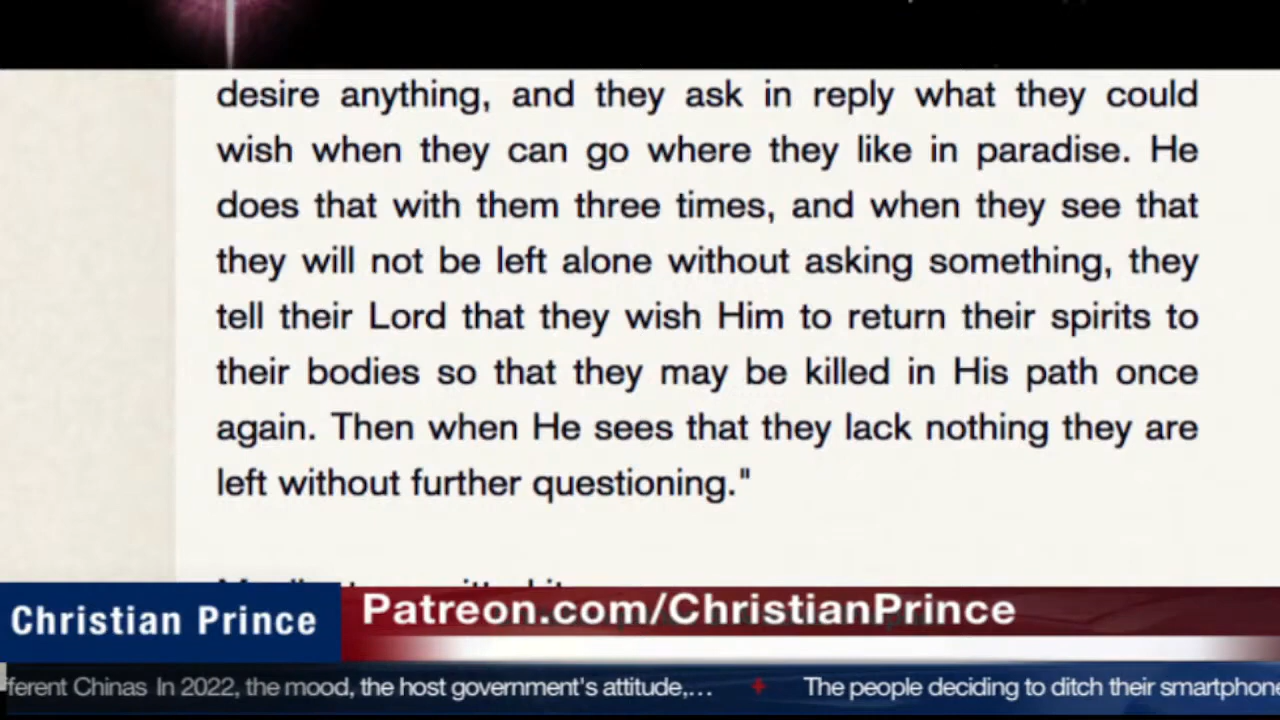 desire anything, and they ask in reply what they could
wish when they can go where they like in paradise. He
does that with them three times, and when they see that
they will not be left alone without asking something, they
tell their Lord that they wish Him to return their spirits to
their bodies so that they may be killed in His path once
again. Then when He sees that they lack nothing they are
left without further questioning."
Christian Prince
Patreon.com/ChristianPrince
ferent Chinas In 2022, the mood, the host government's attitude,... The people deciding to ditch their smartphone